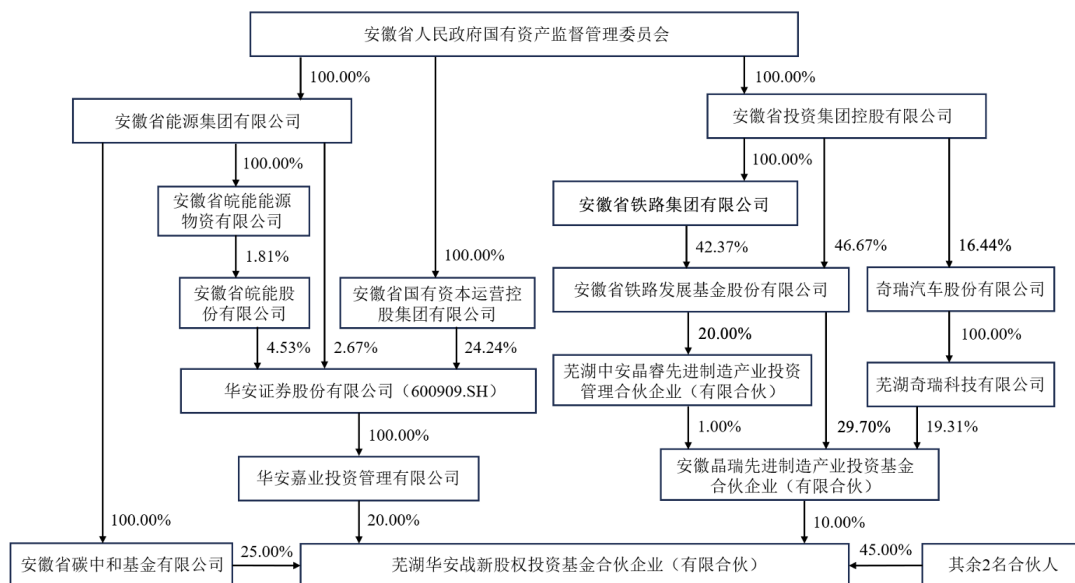 安徽省人民政府国有资产监督管理委员会
100.00%
100.00%
安徽省能源集团有限公司
安徽省投资集团控股有限公司
100.00%
100.00%
安徽省皖能能源
物资有限公司
安徽省铁路集团有限公司
1.81%
100.00%
42.37%
46.67%
16.44%
安徽省皖能股
份有限公司
安徽省国有资本运营控
股集团有限公司
安徽省铁路发展基金股份有限公司
奇瑞汽车股份有限公司
4.53%
2.67%
24.24%
20.00%
100.00%
华安证券股份有限公司（600909.SH）
芜湖中安晶睿先进制造产业投资
管理合伙企业（有限合伙）
芜湖奇瑞科技有限公司
100.00%
1.00%
29.70%
19.31%
华安嘉业投资管理有限公司
安徽晶瑞先进制造产业投资基金
合伙企业（有限合伙）
100.00%
20.00%
10.00%
安徽省碳中和基金有限公司
25.00%
芜湖华安战新股权投资基金合伙企业（有限合伙）
45.00%
其余2名合伙人